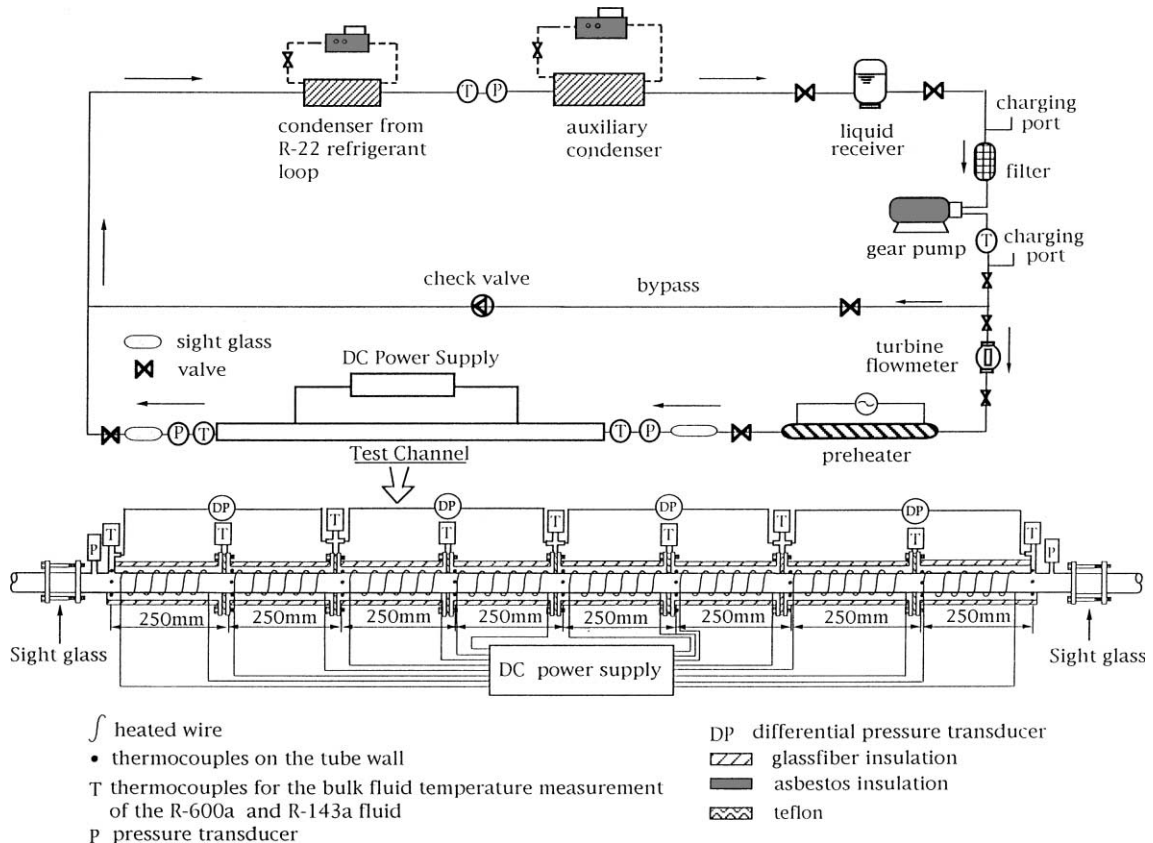 T
P
condenser from
R-22 refrigerant
loop
auxiliary
condenser
liquid
receiver
charging
port
filter
gear pump
T
charging
port
check valve
bypass
sight glass
valve
DC Power Supply
turbine
flowmeter
P
T
T
P
Test Channel
preheater
DP
DP
DP
DP
P
T
T
T
T
T
T
T
T
T
P
250mm
250mm
250mm
250mm
250mm
250mm
250mm
250mm
Sight glass
DC power supply
Sight glass
heated wire
thermocouples on the tube wall
T thermocouples for the bulk fluid temperature measurement
of the R-600a and R-143a fluid
P pressure transducer
DP differential pressure transducer
glassfiber insulation
asbestos insulation
teflon